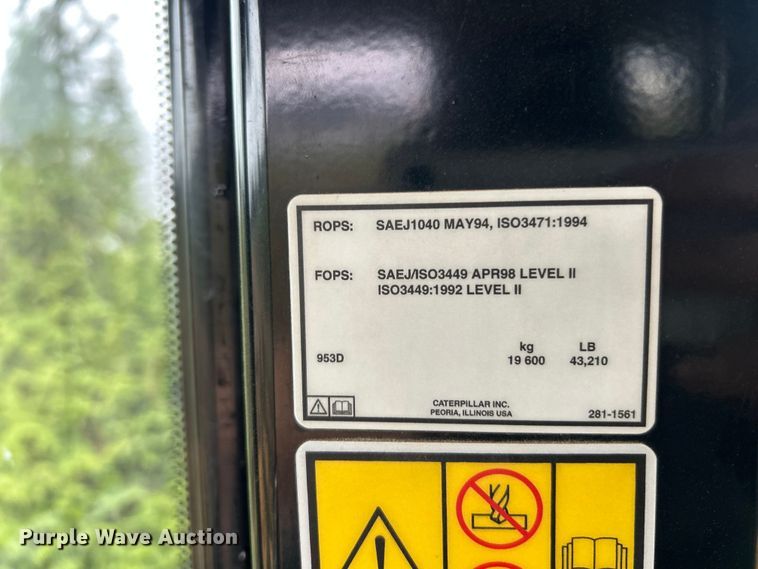 ROPS: SAEJ1040 MAY94, ISO3471:1994
FOPS: SAEJ/ISO3449 APR98 LEVEL II
ISO3449:1992 LEVEL II
kg LB
953D 19 600 43,210
CATERPILLAR INC.
PEORIA, ILLINOIS USA
281-1561
Purple Wave Auction